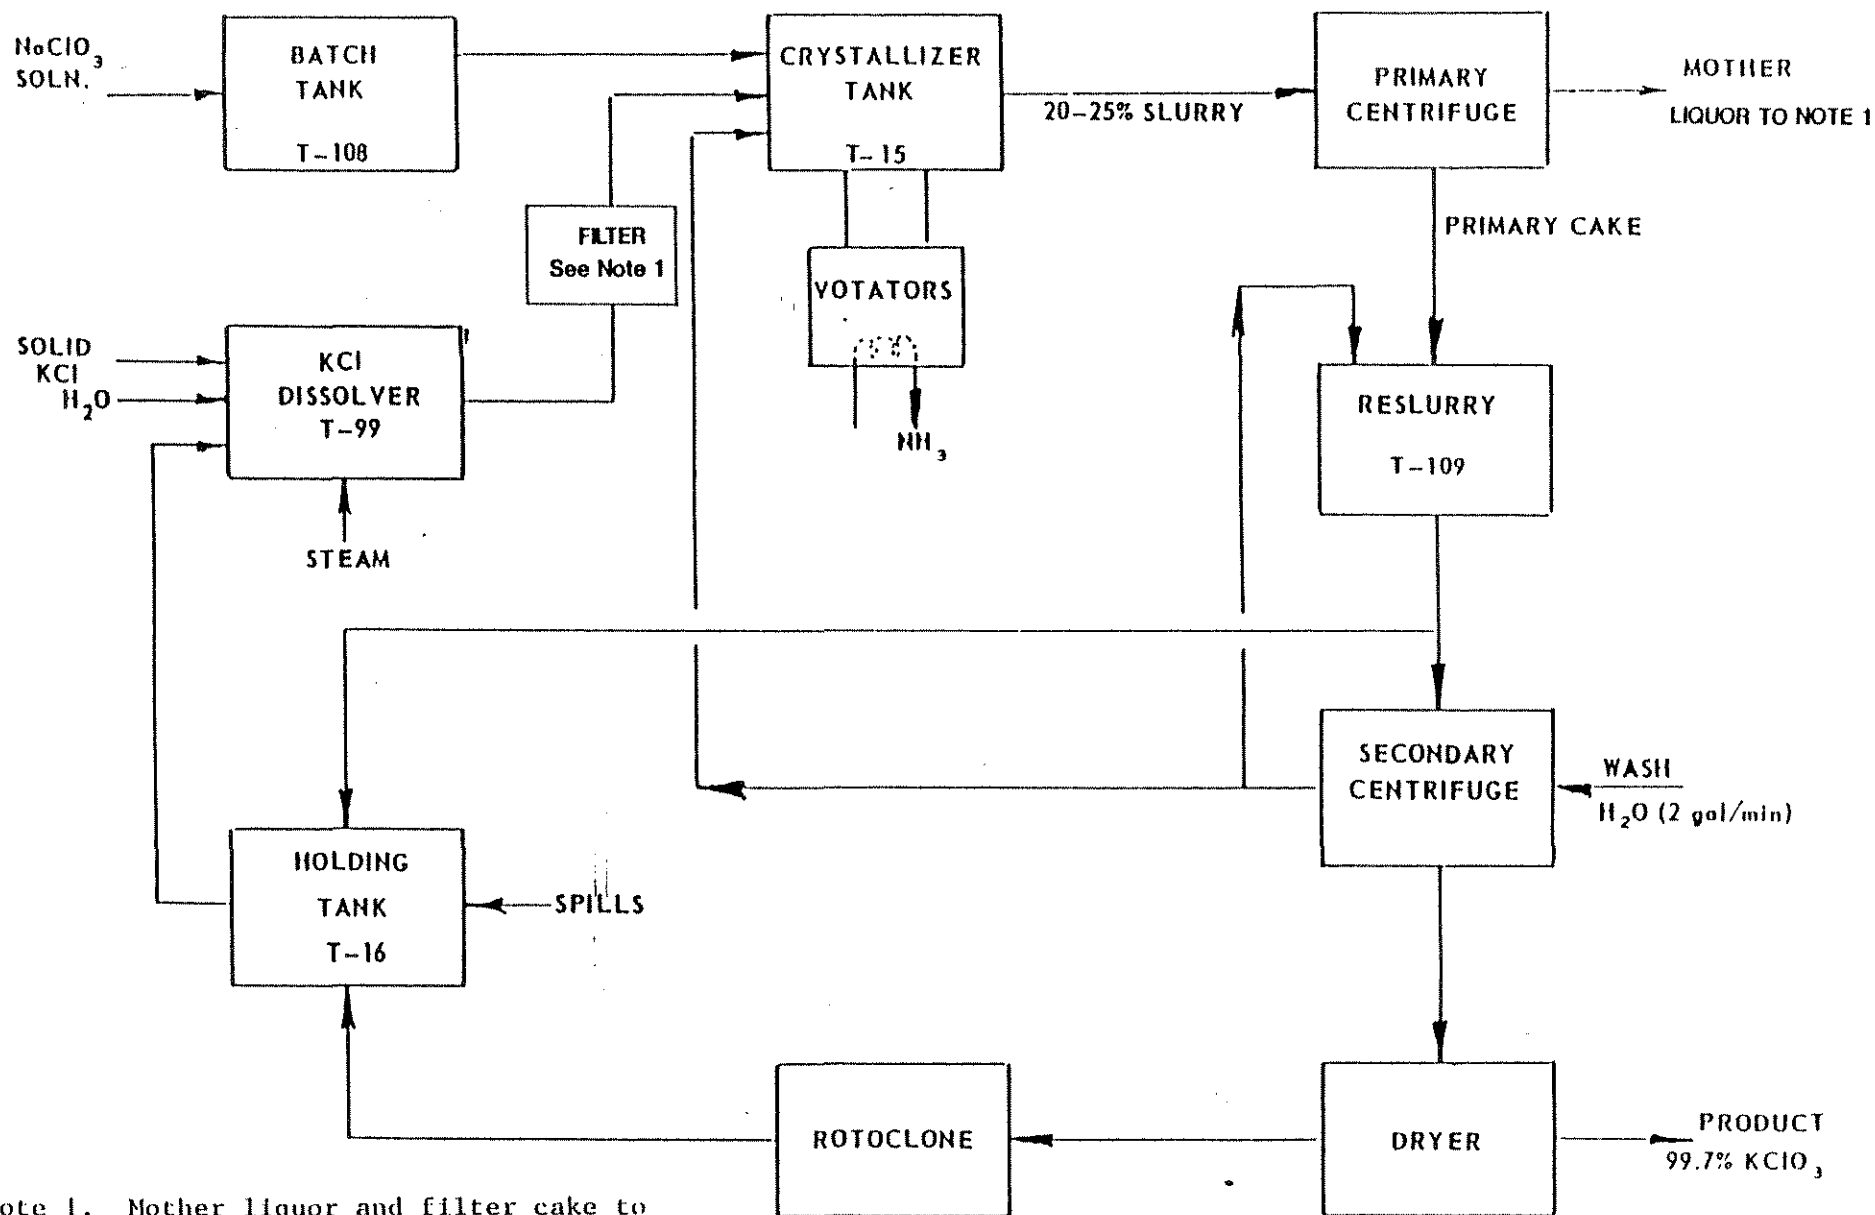 NaClO3
SOLN.
BATCH
TANK
T-108
CRYSTALLIZER
TANK
T-15
20-25% SLURRY
PRIMARY
CENTRIFUGE
MOTHER
LIQUOR TO NOTE 1
FILTER
See Note 1
PRIMARY CAKE
VOTATORS
NH3
SOLID
KCl
H2O
KCl
DISSOLVER
T-99
STEAM
RESLURRY
T-109
SECONDARY
CENTRIFUGE
WASH
H2O (2 gal/min)
HOLDING
TANK
T-16
SPILLS
ROTOCLONE
DRYER
PRODUCT
99.7% KClO3
ote 1. Mother liquor and filter cake to